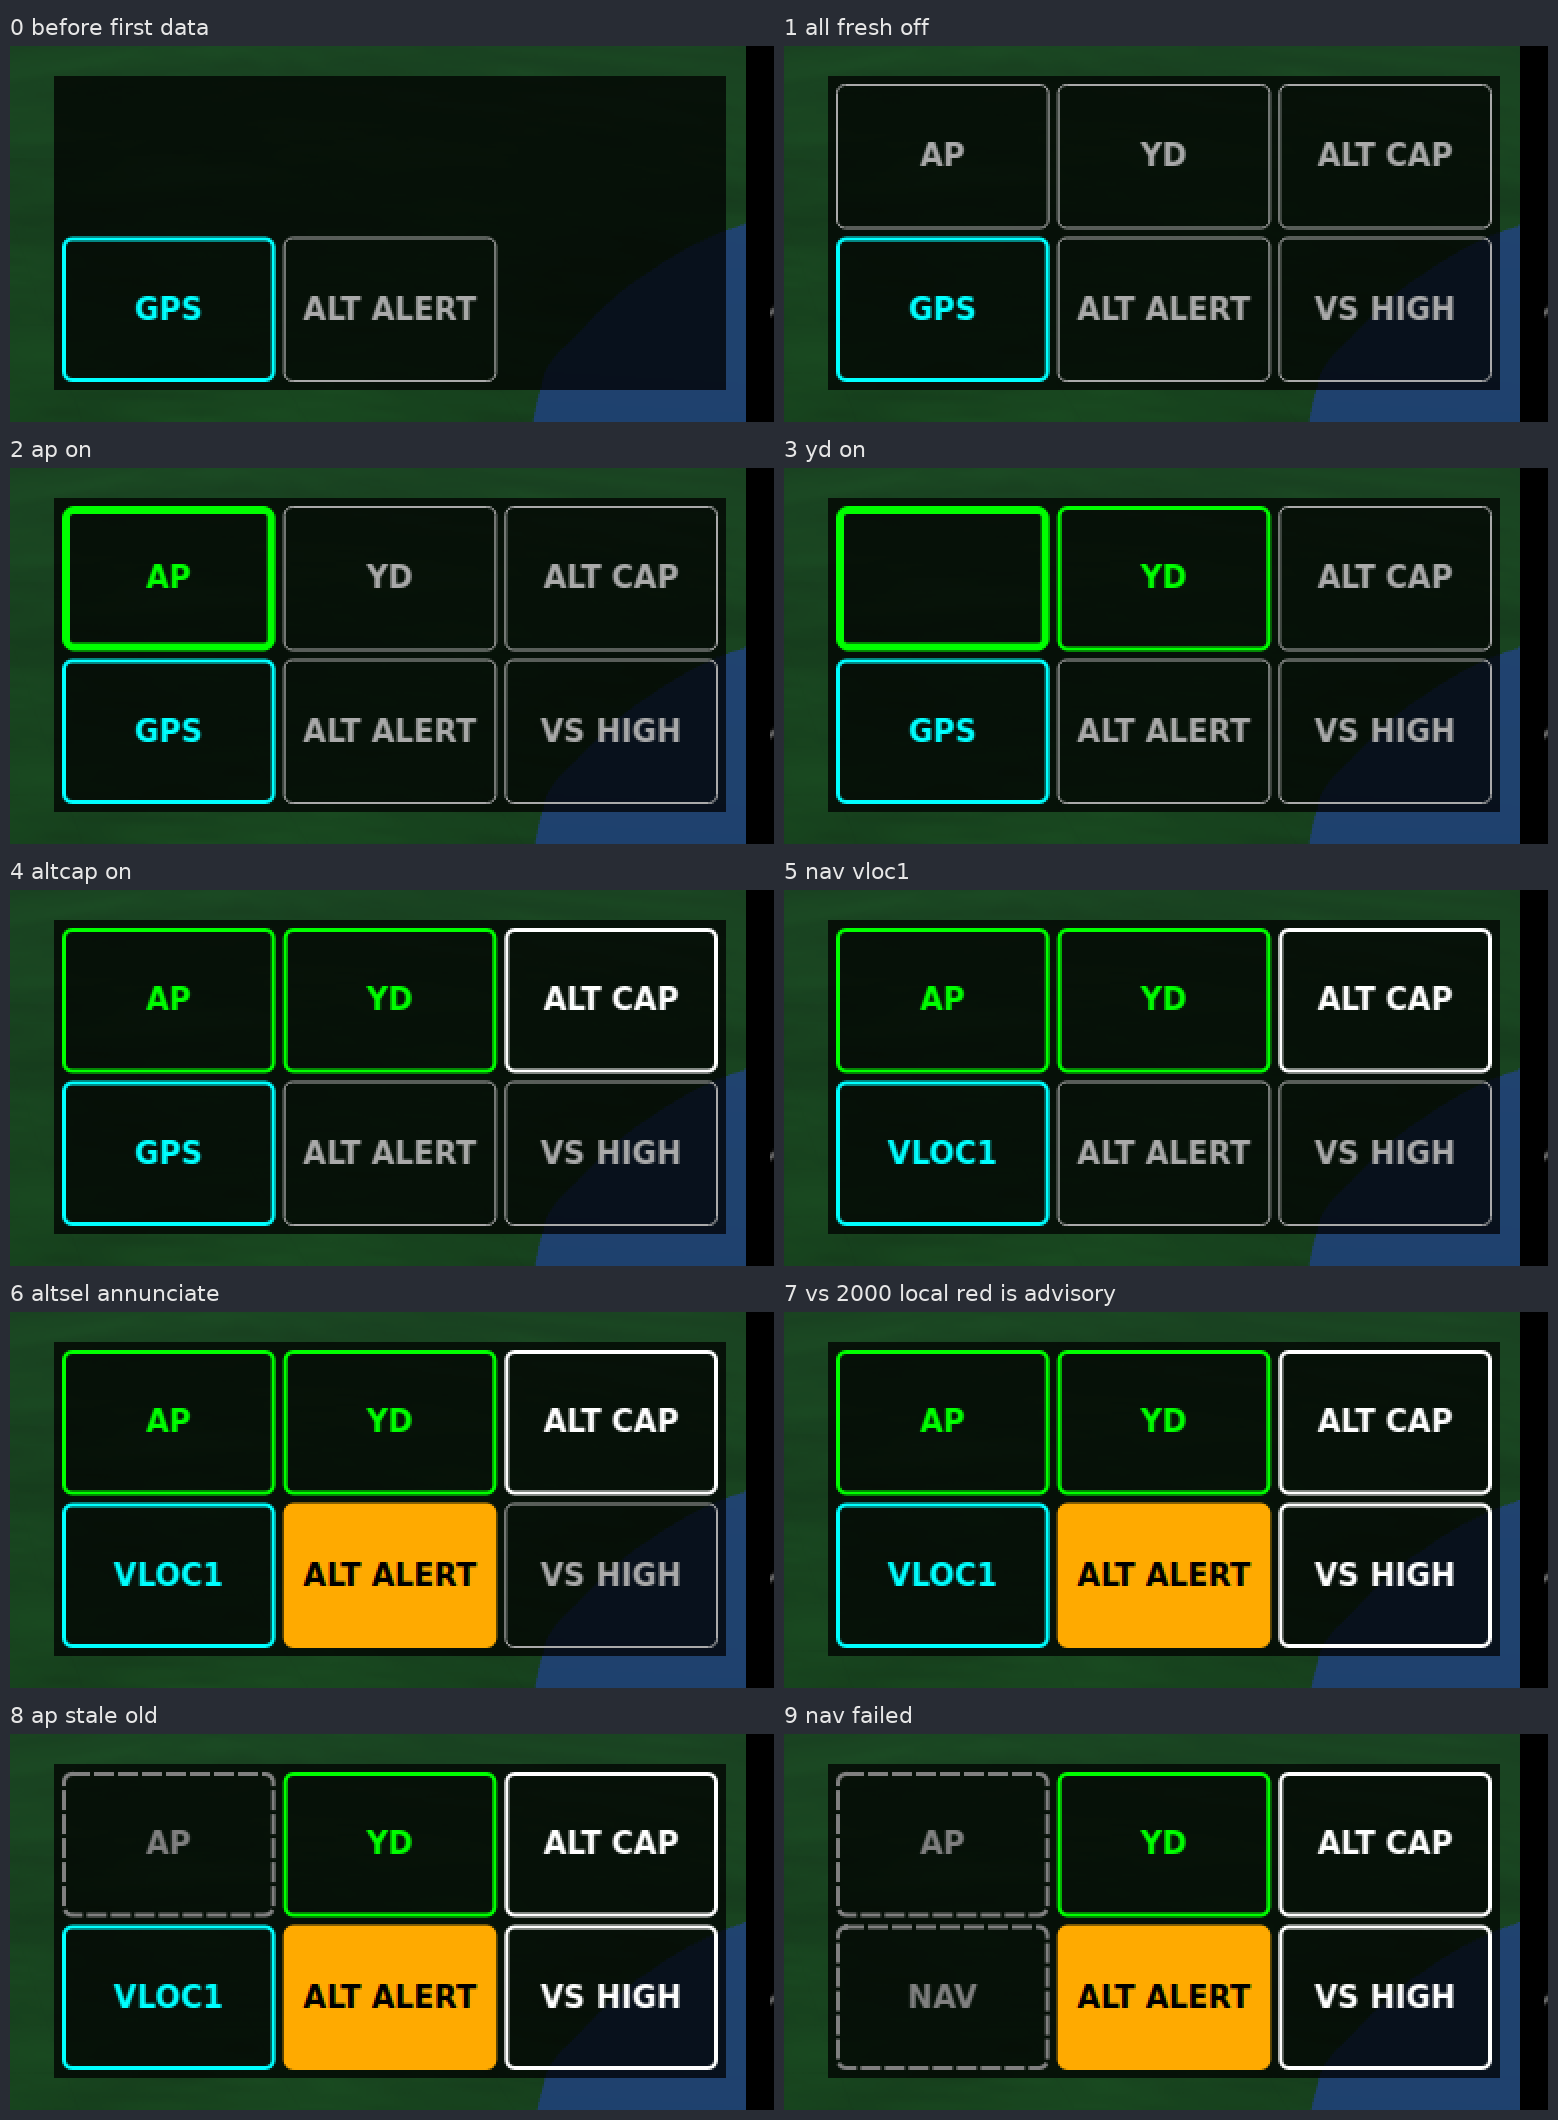 0 before first data
GPS
ALT ALERT
1 all fresh off
AP
YD
ALT CAP
GPS
ALT ALERT
VS HIGH
2 ap on
AP
YD
ALT CAP
GPS
ALT ALERT
VS HIGH
3 yd on
YD
ALT CAP
GPS
ALT ALERT
VS HIGH
4 altcap on
AP
YD
ALT CAP
GPS
ALT ALERT
VS HIGH
5 nav vloc1
AP
YD
ALT CAP
VLOC1
ALT ALERT
VS HIGH
6 altsel annunciate
AP
YD
ALT CAP
VLOC1
ALT ALERT
VS HIGH
7 vs 2000 local red is advisory
AP
YD
ALT CAP
VLOC1
ALT ALERT
VS HIGH
8 ap stale old
AP
YD
ALT CAP
VLOC1
ALT ALERT
VS HIGH
9 nav failed
AP
YD
ALT CAP
NAV
ALT ALERT
VS HIGH